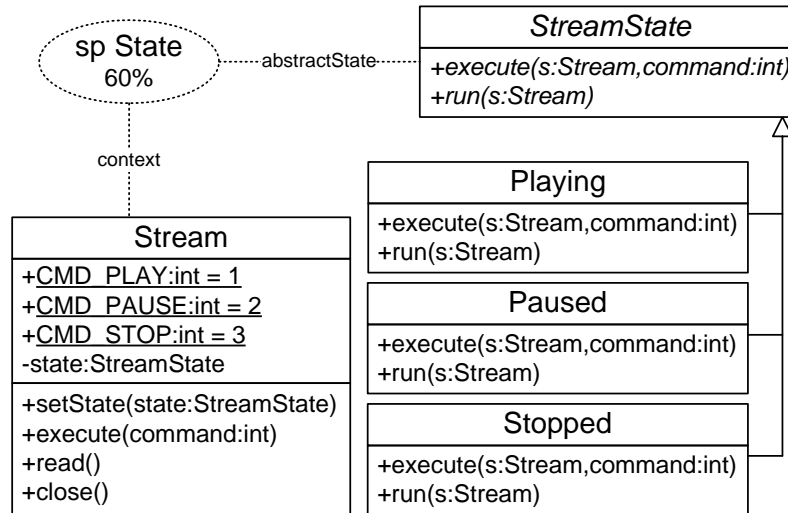 sp State
60%
abstractState
StreamState
+execute(s:Stream,command:int)
+run(s:Stream)
context
Stream
+CMD_PLAY:int = 1
+CMD_PAUSE:int = 2
+CMD_STOP:int = 3
-state:StreamState
+setState(state:StreamState)
+execute(command:int)
+read()
+close()
Playing
+execute(s:Stream,command:int)
+run(s:Stream)
Paused
+execute(s:Stream,command:int)
+run(s:Stream)
Stopped
+execute(s:Stream,command:int)
+run(s:Stream)